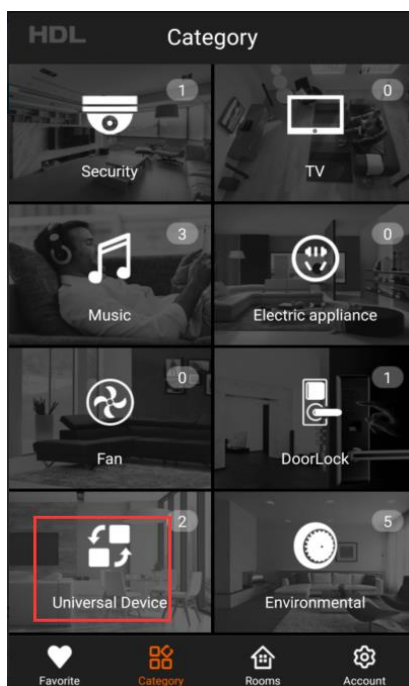 HDL Category
1 0
Security TV
3 0
Music Electric appliance
0 1
Fan DoorLock
2 5
Universal Device Environmental
Favorite Category Rooms Account